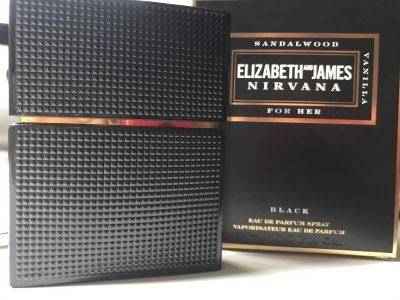 SANDALWOOD
VANILLA
ELIZABETH AND JAMES
NIRVANA
FOR HER
BLACK
EAU DE PARFUM SPRAY
VAPORISATEUR EAU DE PARFUM